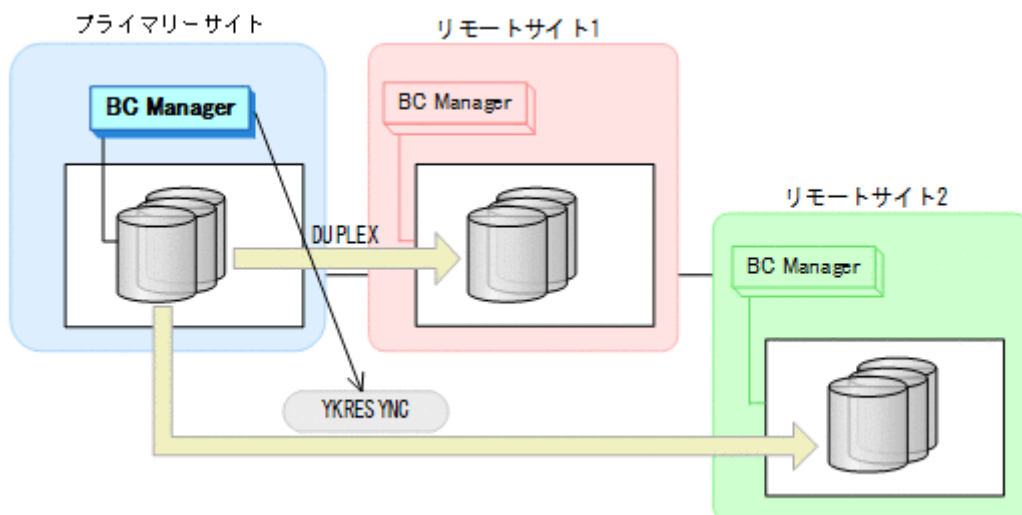 プライマリーサイト
リモートサイト1
BC Manager
BC Manager
リモートサイト2
DUPLEX
BC Manager
YKRESYNC